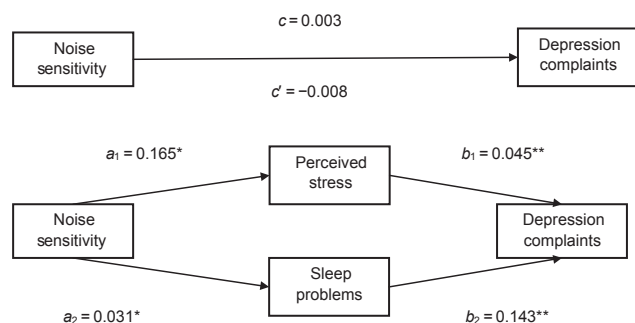 c = 0.003
Noise
sensitivity
Depression
complaints
c′ = −0.008
a₁ = 0.165*
Perceived
stress
b₁ = 0.045**
Noise
sensitivity
Depression
complaints
Sleep
problems
a₂ = 0.031*
b₂ = 0.143**